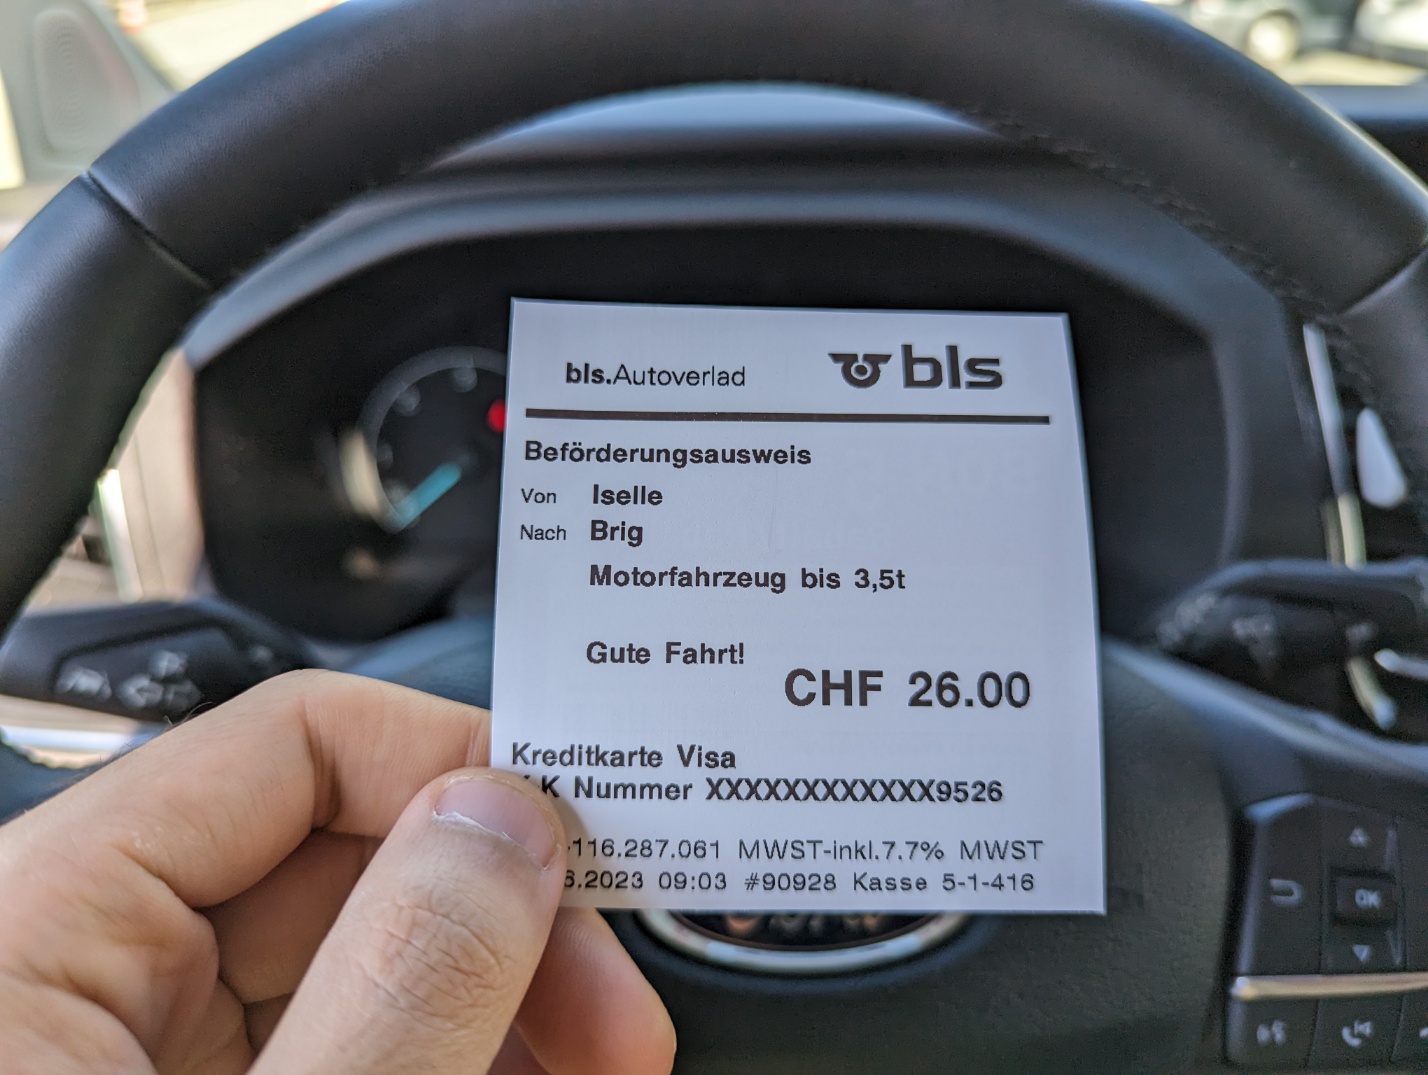 bls.Autoverlad
bls
Beförderungsausweis
Von Iselle
Nach Brig
Motorfahrzeug bis 3,5t
Gute Fahrt!
CHF 26.00
Kreditkarte Visa
K Nummer XXXXXXXXXXXX9526
-116.287.061 MWST-inkl.7.7% MWST
6.2023 09:03 #90928 Kasse 5-1-416
OK